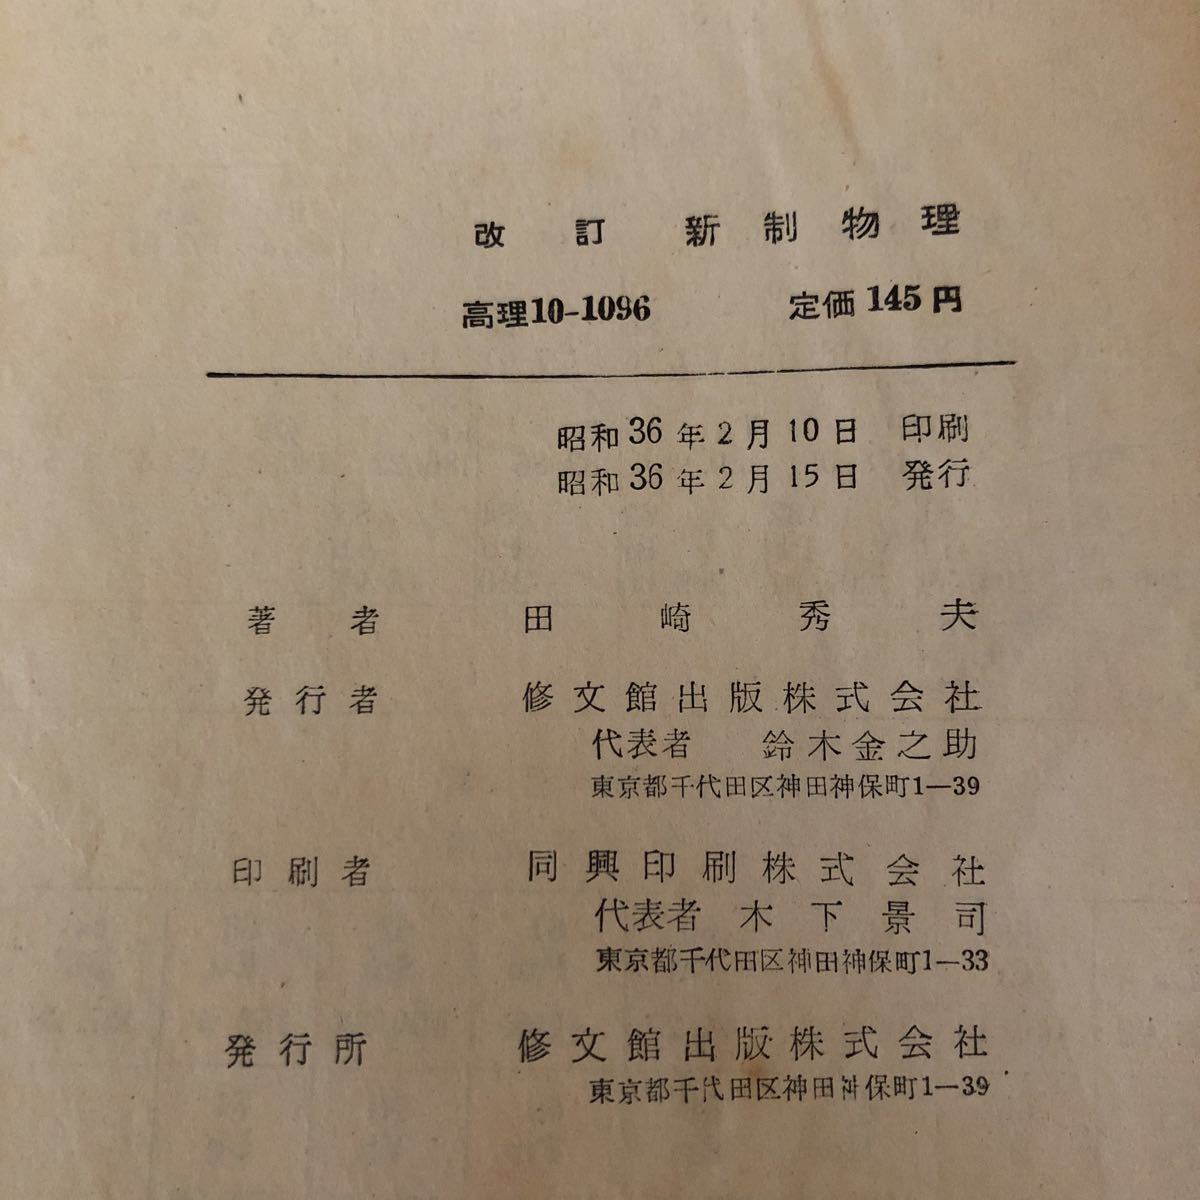 改訂 新制物理
高理10-1096 定価 145円
昭和36年2月10日 印刷
昭和36年2月15日 発行
著者 田崎秀夫
発行者 修文館出版株式会社
代表者 鈴木金之助
東京都千代田区神田神保町1—39
印刷者 同興印刷株式会社
代表者 木下景司
東京都千代田区神田神保町1—33
発行所 修文館出版株式会社
東京都千代田区神田神保町1—39